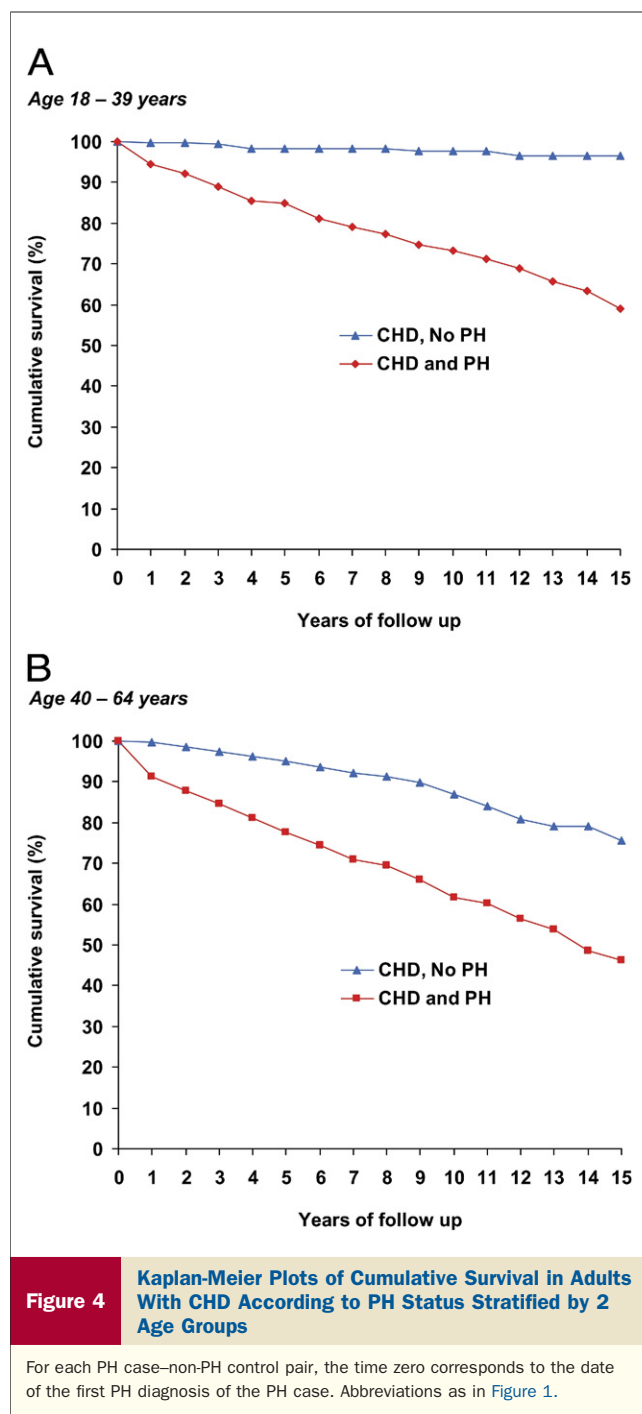 A
Age 18 – 39 years
100
90
80
70
60
50
40
30
20
10
0
Cumulative survival (%)
CHD, No PH
CHD and PH
0 1 2 3 4 5 6 7 8 9 10 11 12 13 14 15
Years of follow up
B
Age 40 – 64 years
100
90
80
70
60
50
40
30
20
10
0
Cumulative survival (%)
CHD, No PH
CHD and PH
0 1 2 3 4 5 6 7 8 9 10 11 12 13 14 15
Years of follow up
Figure 4
Kaplan-Meier Plots of Cumulative Survival in Adults
With CHD According to PH Status Stratified by 2
Age Groups
For each PH case–non-PH control pair, the time zero corresponds to the date
of the first PH diagnosis of the PH case. Abbreviations as in Figure 1.